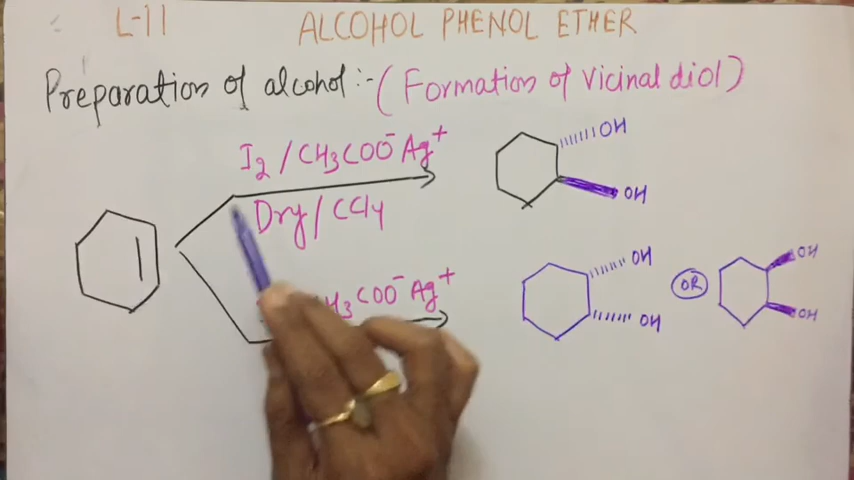 L-11 ALCOHOL PHENOL ETHER
Preparation of alcohol:- (Formation of vicinal diol)
I₂ / CH₃COO⁻ Ag⁺
Dry / CCl₄
OH
OH
H₃COO⁻ Ag⁺
OH
OH
OR
OH
OH